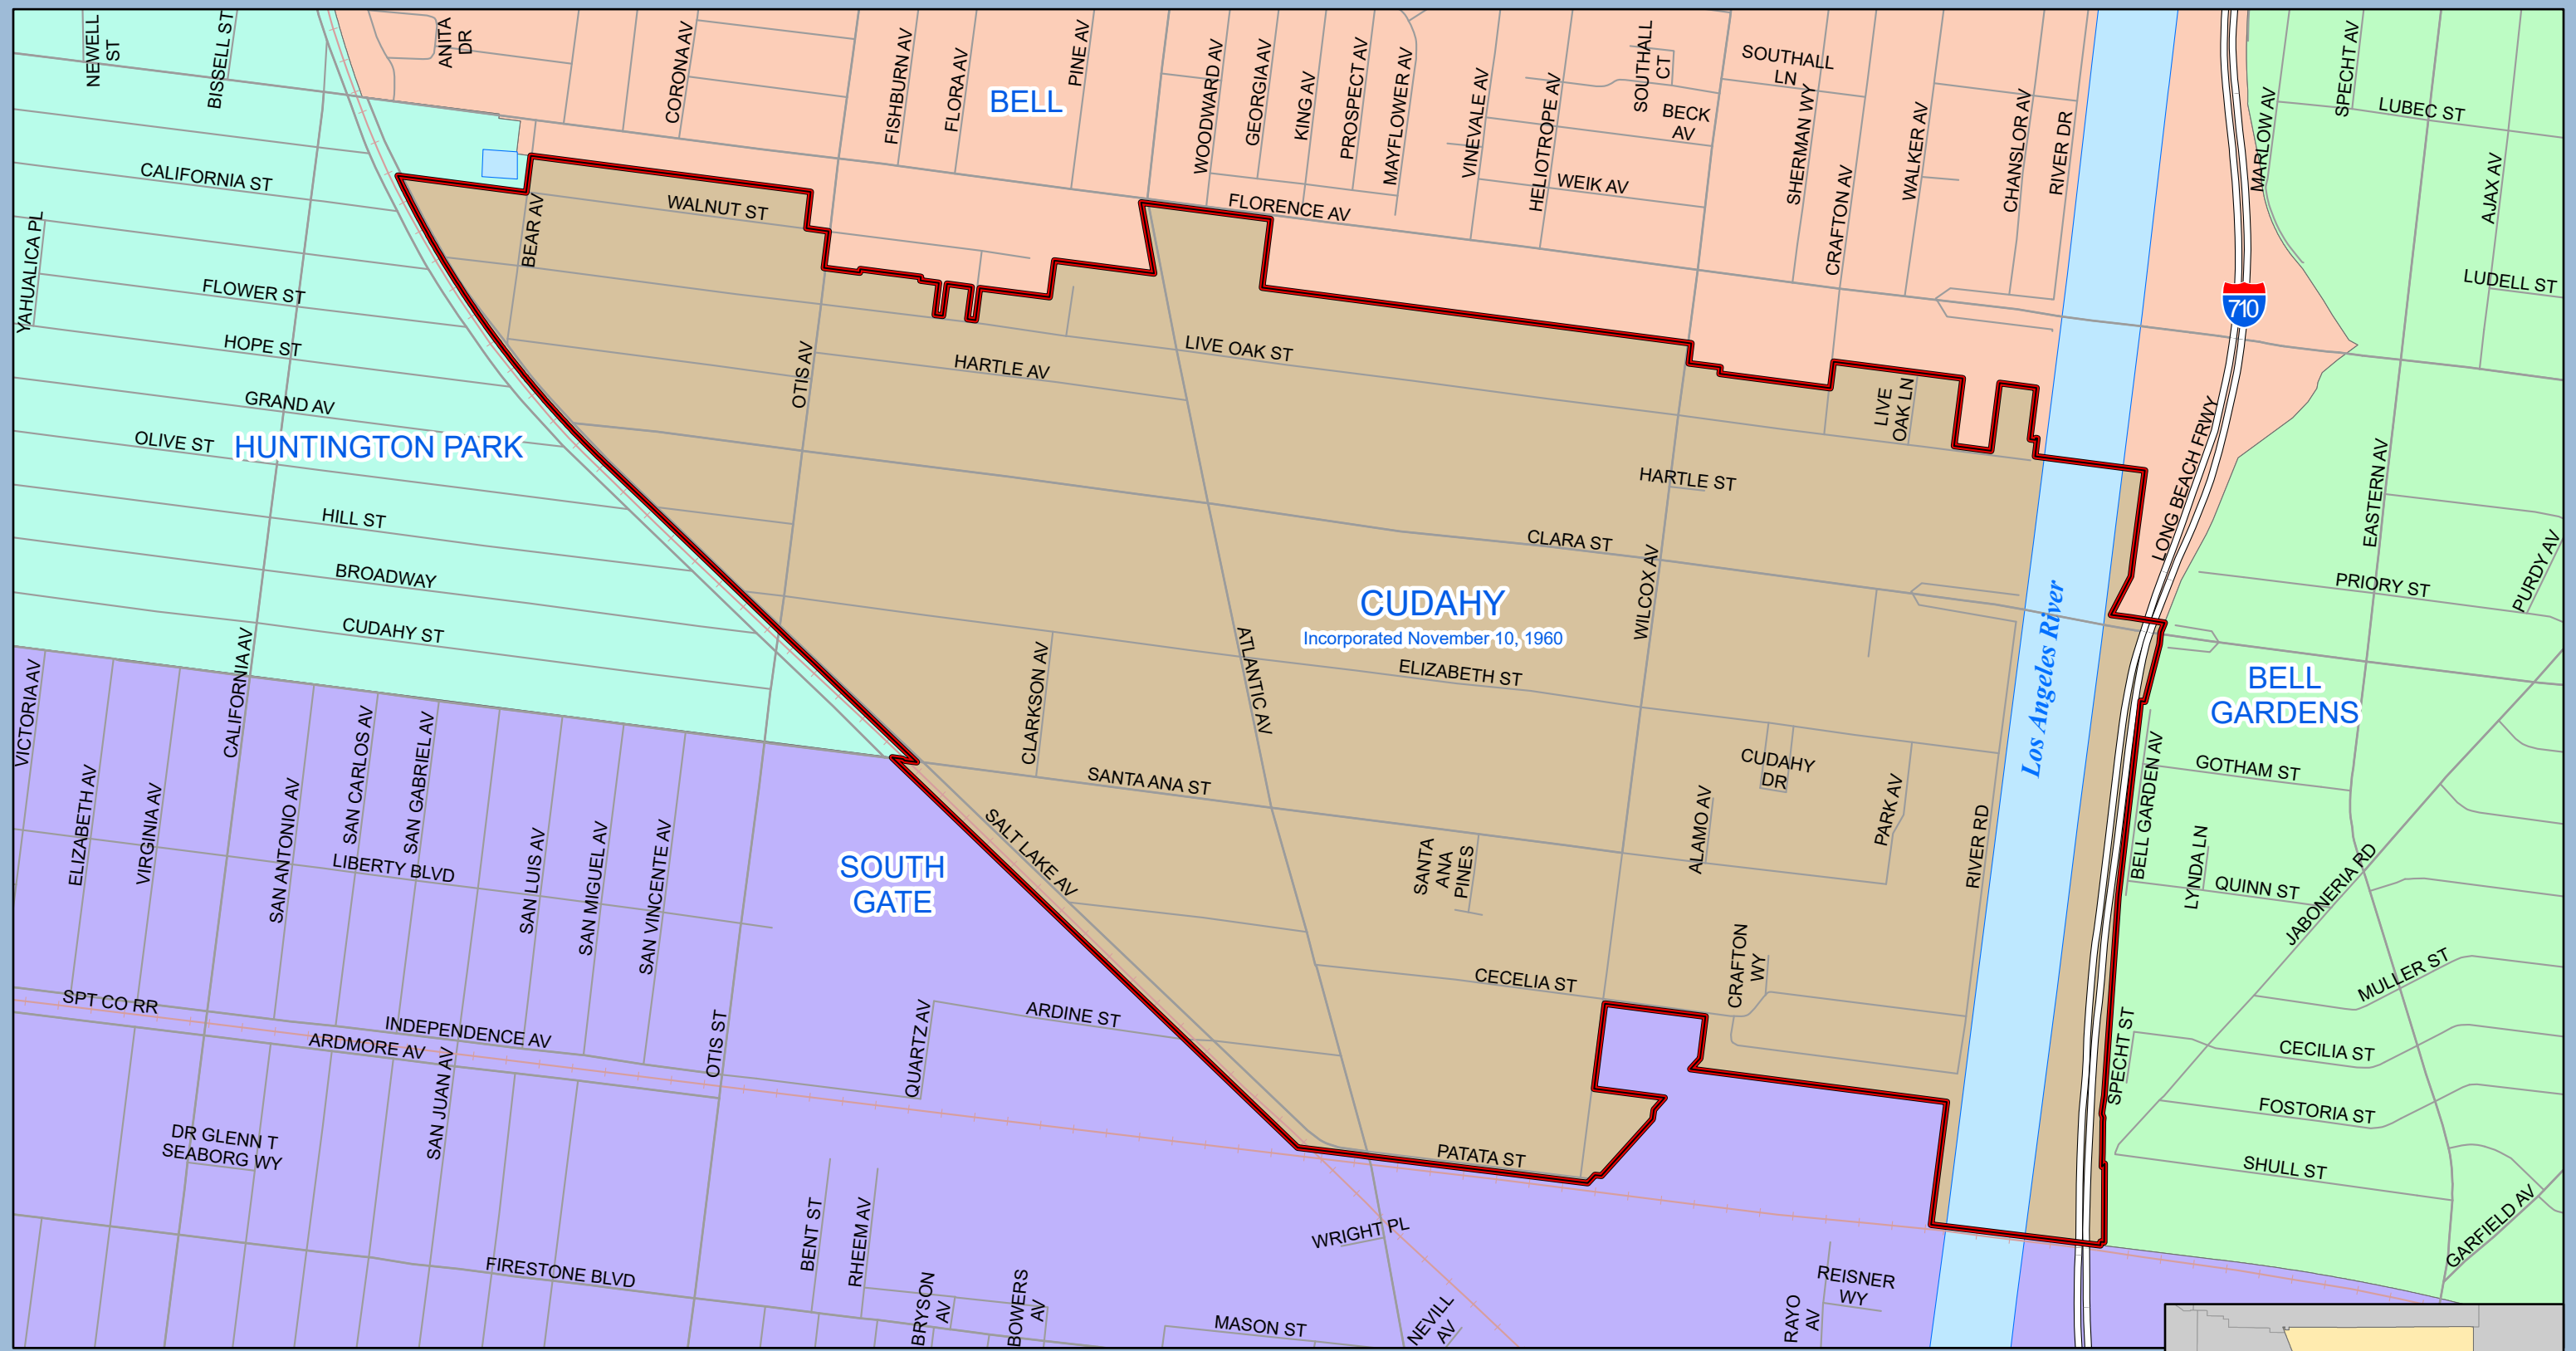 NEWELL
ST
BISSELL ST
ANITA
DR
CORONA AV
FISHBURN AV
FLORA AV
PINE AV
BELL
WOODWARD AV
GEORGIA AV
KING AV
PROSPECT AV
MAYFLOWER AV
VINEVALE AV
HELIOTROPE AV
SOUTHALL
CT
BECK
AV
SOUTHALL
LN
SHERMAN WY
CRAFTON AV
WALKER AV
CHANSLOR AV
RIVER DR
MARLOW AV
SPECHT AV
LUBEC ST
AJAX AV
LUDELL ST
WEIK AV
FLORENCE AV
CALIFORNIA ST
YAHUALICA PL
FLOWER ST
HOPE ST
GRAND AV
OLIVE ST
HUNTINGTON PARK
HILL ST
BROADWAY
CUDAHY ST
BEAR AV
WALNUT ST
OTIS AV
HARTLE AV
LIVE OAK ST
LIVE
OAK LN
710
LONG BEACH FRWY
EASTERN AV
HARTLE ST
CLARA ST
WILCOX AV
CUDAHY
Incorporated November 10, 1960
ELIZABETH ST
ATLANTIC AV
CLARKSON AV
SANTA ANA ST
Los Angeles River
PRIORY ST
PURDY AV
BELL
GARDENS
GOTHAM ST
BELL GARDEN AV
LYNDA LN
QUINN ST
JABONERIA RD
MULLER ST
CECILIA ST
SPECHT ST
FOSTORIA ST
SHULL ST
GARFIELD AV
CUDAHY
DR
ALAMO AV
PARK AV
RIVER RD
SANTA
ANA
PINES
CRAFTON
WY
CECELIA ST
PATATA ST
SALT LAKE AV
VICTORIA AV
ELIZABETH AV
VIRGINIA AV
CALIFORNIA AV
SAN ANTONIO AV
SAN CARLOS AV
SAN GABRIEL AV
LIBERTY BLVD
SAN LUIS AV
SAN MIGUEL AV
SAN VINCENTE AV
SOUTH
GATE
SPT CO RR
INDEPENDENCE AV
ARDMORE AV
SAN JUAN AV
OTIS ST
QUARTZ AV
ARDINE ST
DR GLENN T
SEABORG WY
FIRESTONE BLVD
BENT ST
RHEEM AV
BRYSON
AV
BOWERS
AV
MASON ST
WRIGHT PL
NEVILL
AV
RAYO
AV
REISNER
WY